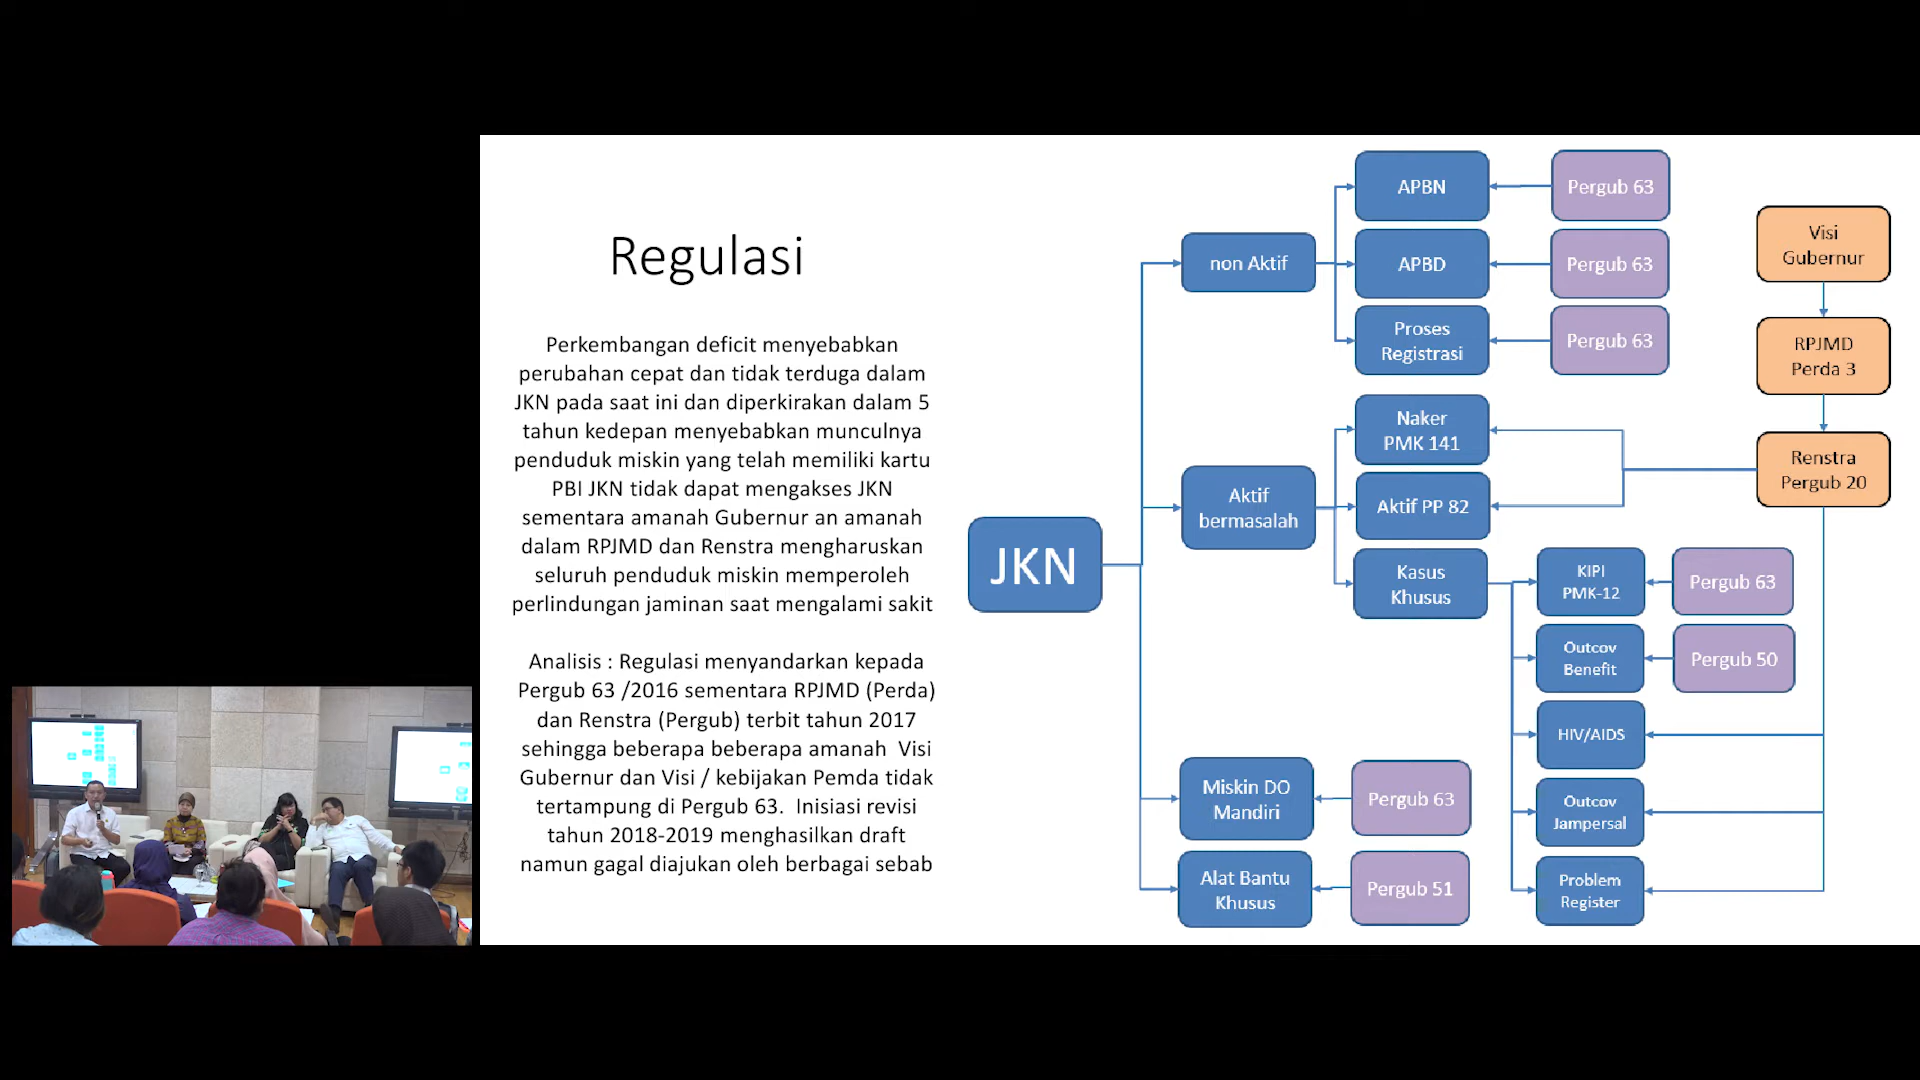 Regulasi
Perkembangan deficit menyebabkan
perubahan cepat dan tidak terduga dalam
JKN pada saat ini dan diperkirakan dalam 5
tahun kedepan menyebabkan munculnya
penduduk miskin yang telah memiliki kartu
PBI JKN tidak dapat mengakses JKN
sementara amanah Gubernur an amanah
dalam RPJMD dan Renstra mengharuskan
seluruh penduduk miskin memperoleh
perlindungan jaminan saat mengalami sakit
Analisis : Regulasi menyandarkan kepada
Pergub 63 /2016 sementara RPJMD (Perda)
dan Renstra (Pergub) terbit tahun 2017
sehingga beberapa beberapa amanah  Visi
Gubernur dan Visi / kebijakan Pemda tidak
tertampung di Pergub 63.  Inisiasi revisi
tahun 2018-2019 menghasilkan draft
namun gagal diajukan oleh berbagai sebab
JKN
non Aktif
APBN
Pergub 63
APBD
Pergub 63
Proses
Registrasi
Pergub 63
Aktif
bermasalah
Naker
PMK 141
Aktif PP 82
Kasus
Khusus
KIPI
PMK-12
Pergub 63
Outcov
Benefit
Pergub 50
HIV/AIDS
Outcov
Jampersal
Problem
Register
Miskin DO
Mandiri
Pergub 63
Alat Bantu
Khusus
Pergub 51
Visi
Gubernur
RPJMD
Perda 3
Renstra
Pergub 20